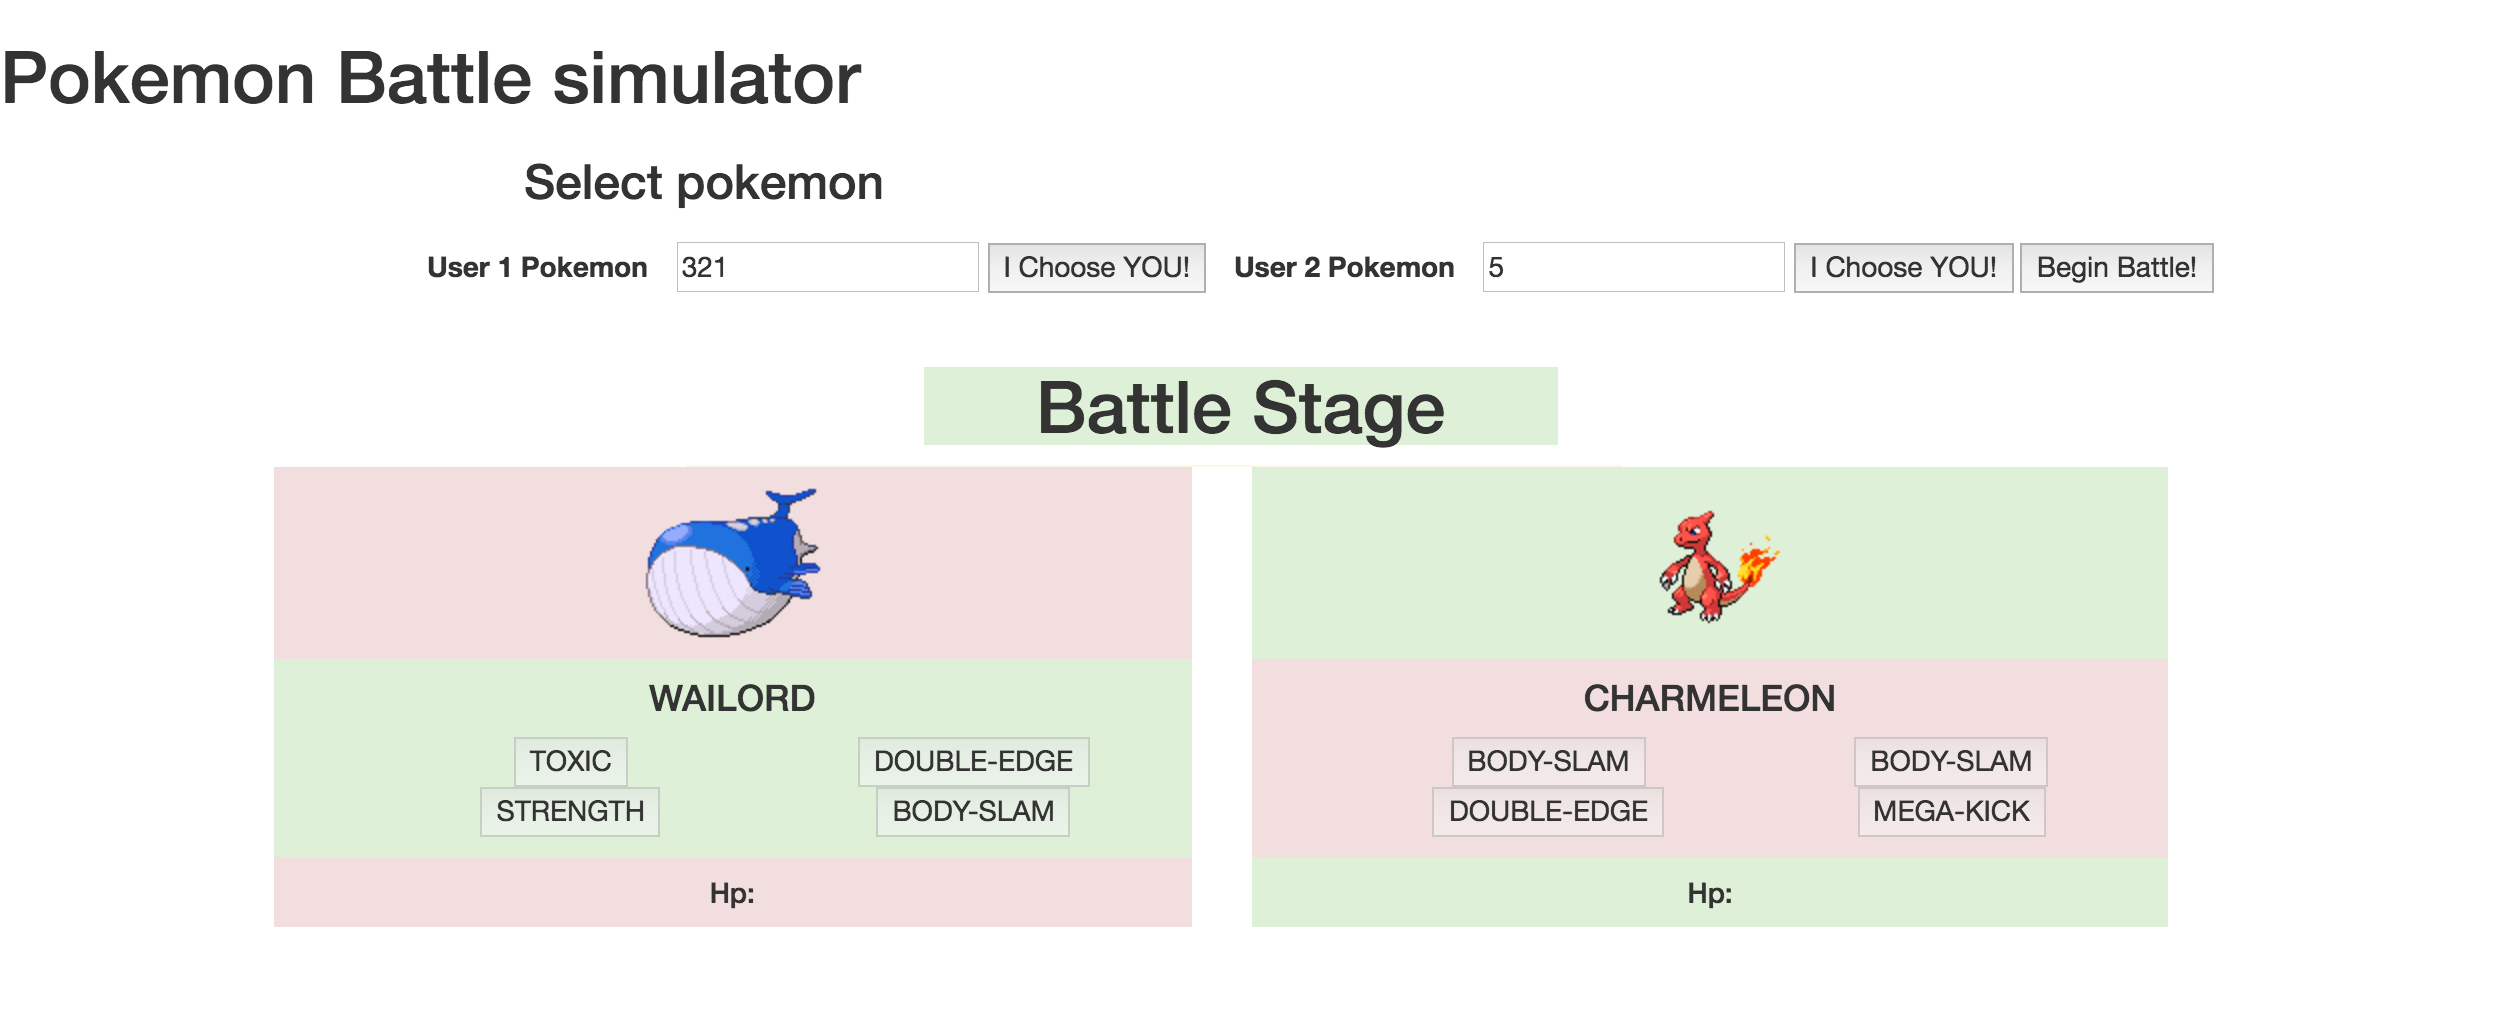 Pokemon Battle simulator
Select pokemon
User 1 Pokemon 321 I Choose YOU! User 2 Pokemon 5 I Choose YOU! Begin Battle!
Battle Stage
WAILORD
TOXIC DOUBLE-EDGE
STRENGTH BODY-SLAM
Hp:
CHARMELEON
BODY-SLAM BODY-SLAM
DOUBLE-EDGE MEGA-KICK
Hp: